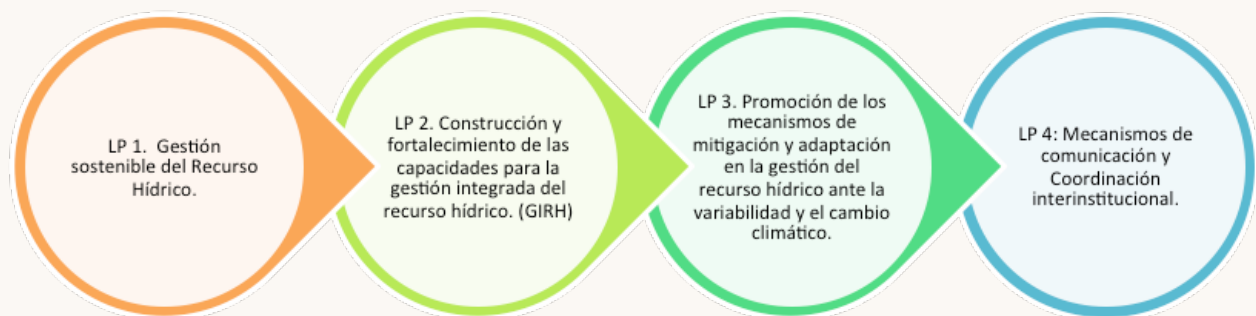 LP 1.  Gestión
sostenible del Recurso
Hídrico.
LP 2. Construcción y
fortalecimiento de las
capacidades para la
gestión integrada del
recurso hídrico. (GIRH)
LP 3. Promoción de los
mecanismos de
mitigación y adaptación
en la gestión del
recurso hídrico ante la
variabilidad y el cambio
climático.
LP 4: Mecanismos de
comunicación y
Coordinación
interinstitucional.